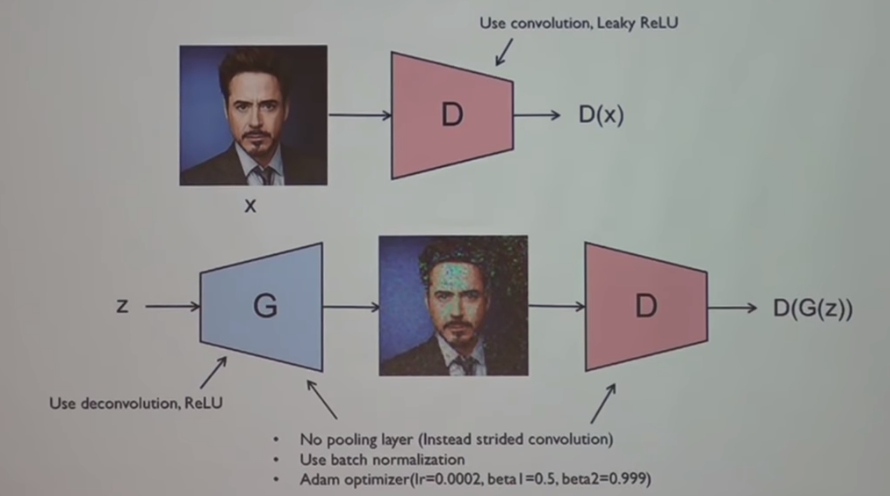 Use convolution, Leaky ReLU
D
D(x)
x
z
G
D
D(G(z))
Use deconvolution, ReLU
• No pooling layer (Instead strided convolution)
• Use batch normalization
• Adam optimizer(lr=0.0002, beta1=0.5, beta2=0.999)